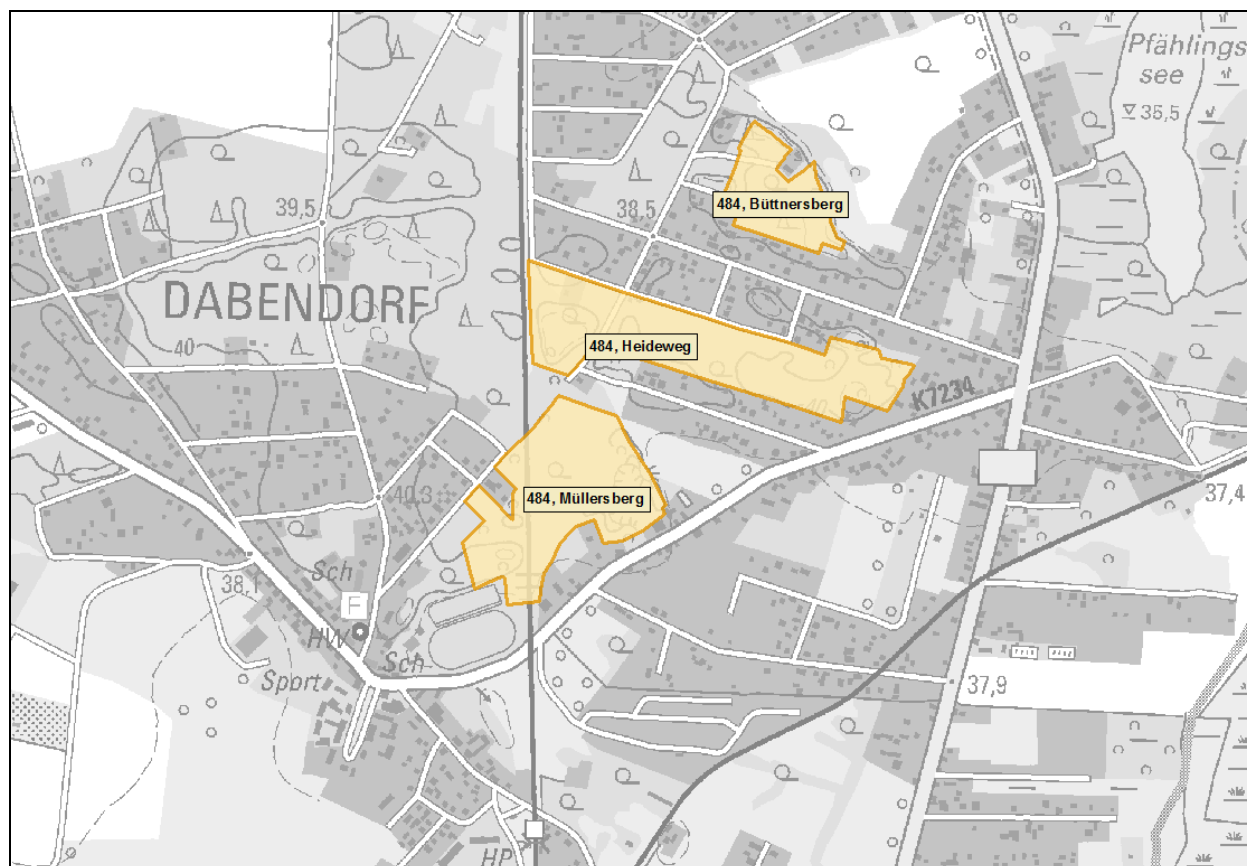 Pfählings
see
35,5
484, Büttnersberg
39,5
38,5
DABENDORF
484, Heideweg
40
40
K7234
40,3
484, Müllersberg
37,4
38,1
Sch
F
HW
Sch
Sport
37,9
HP